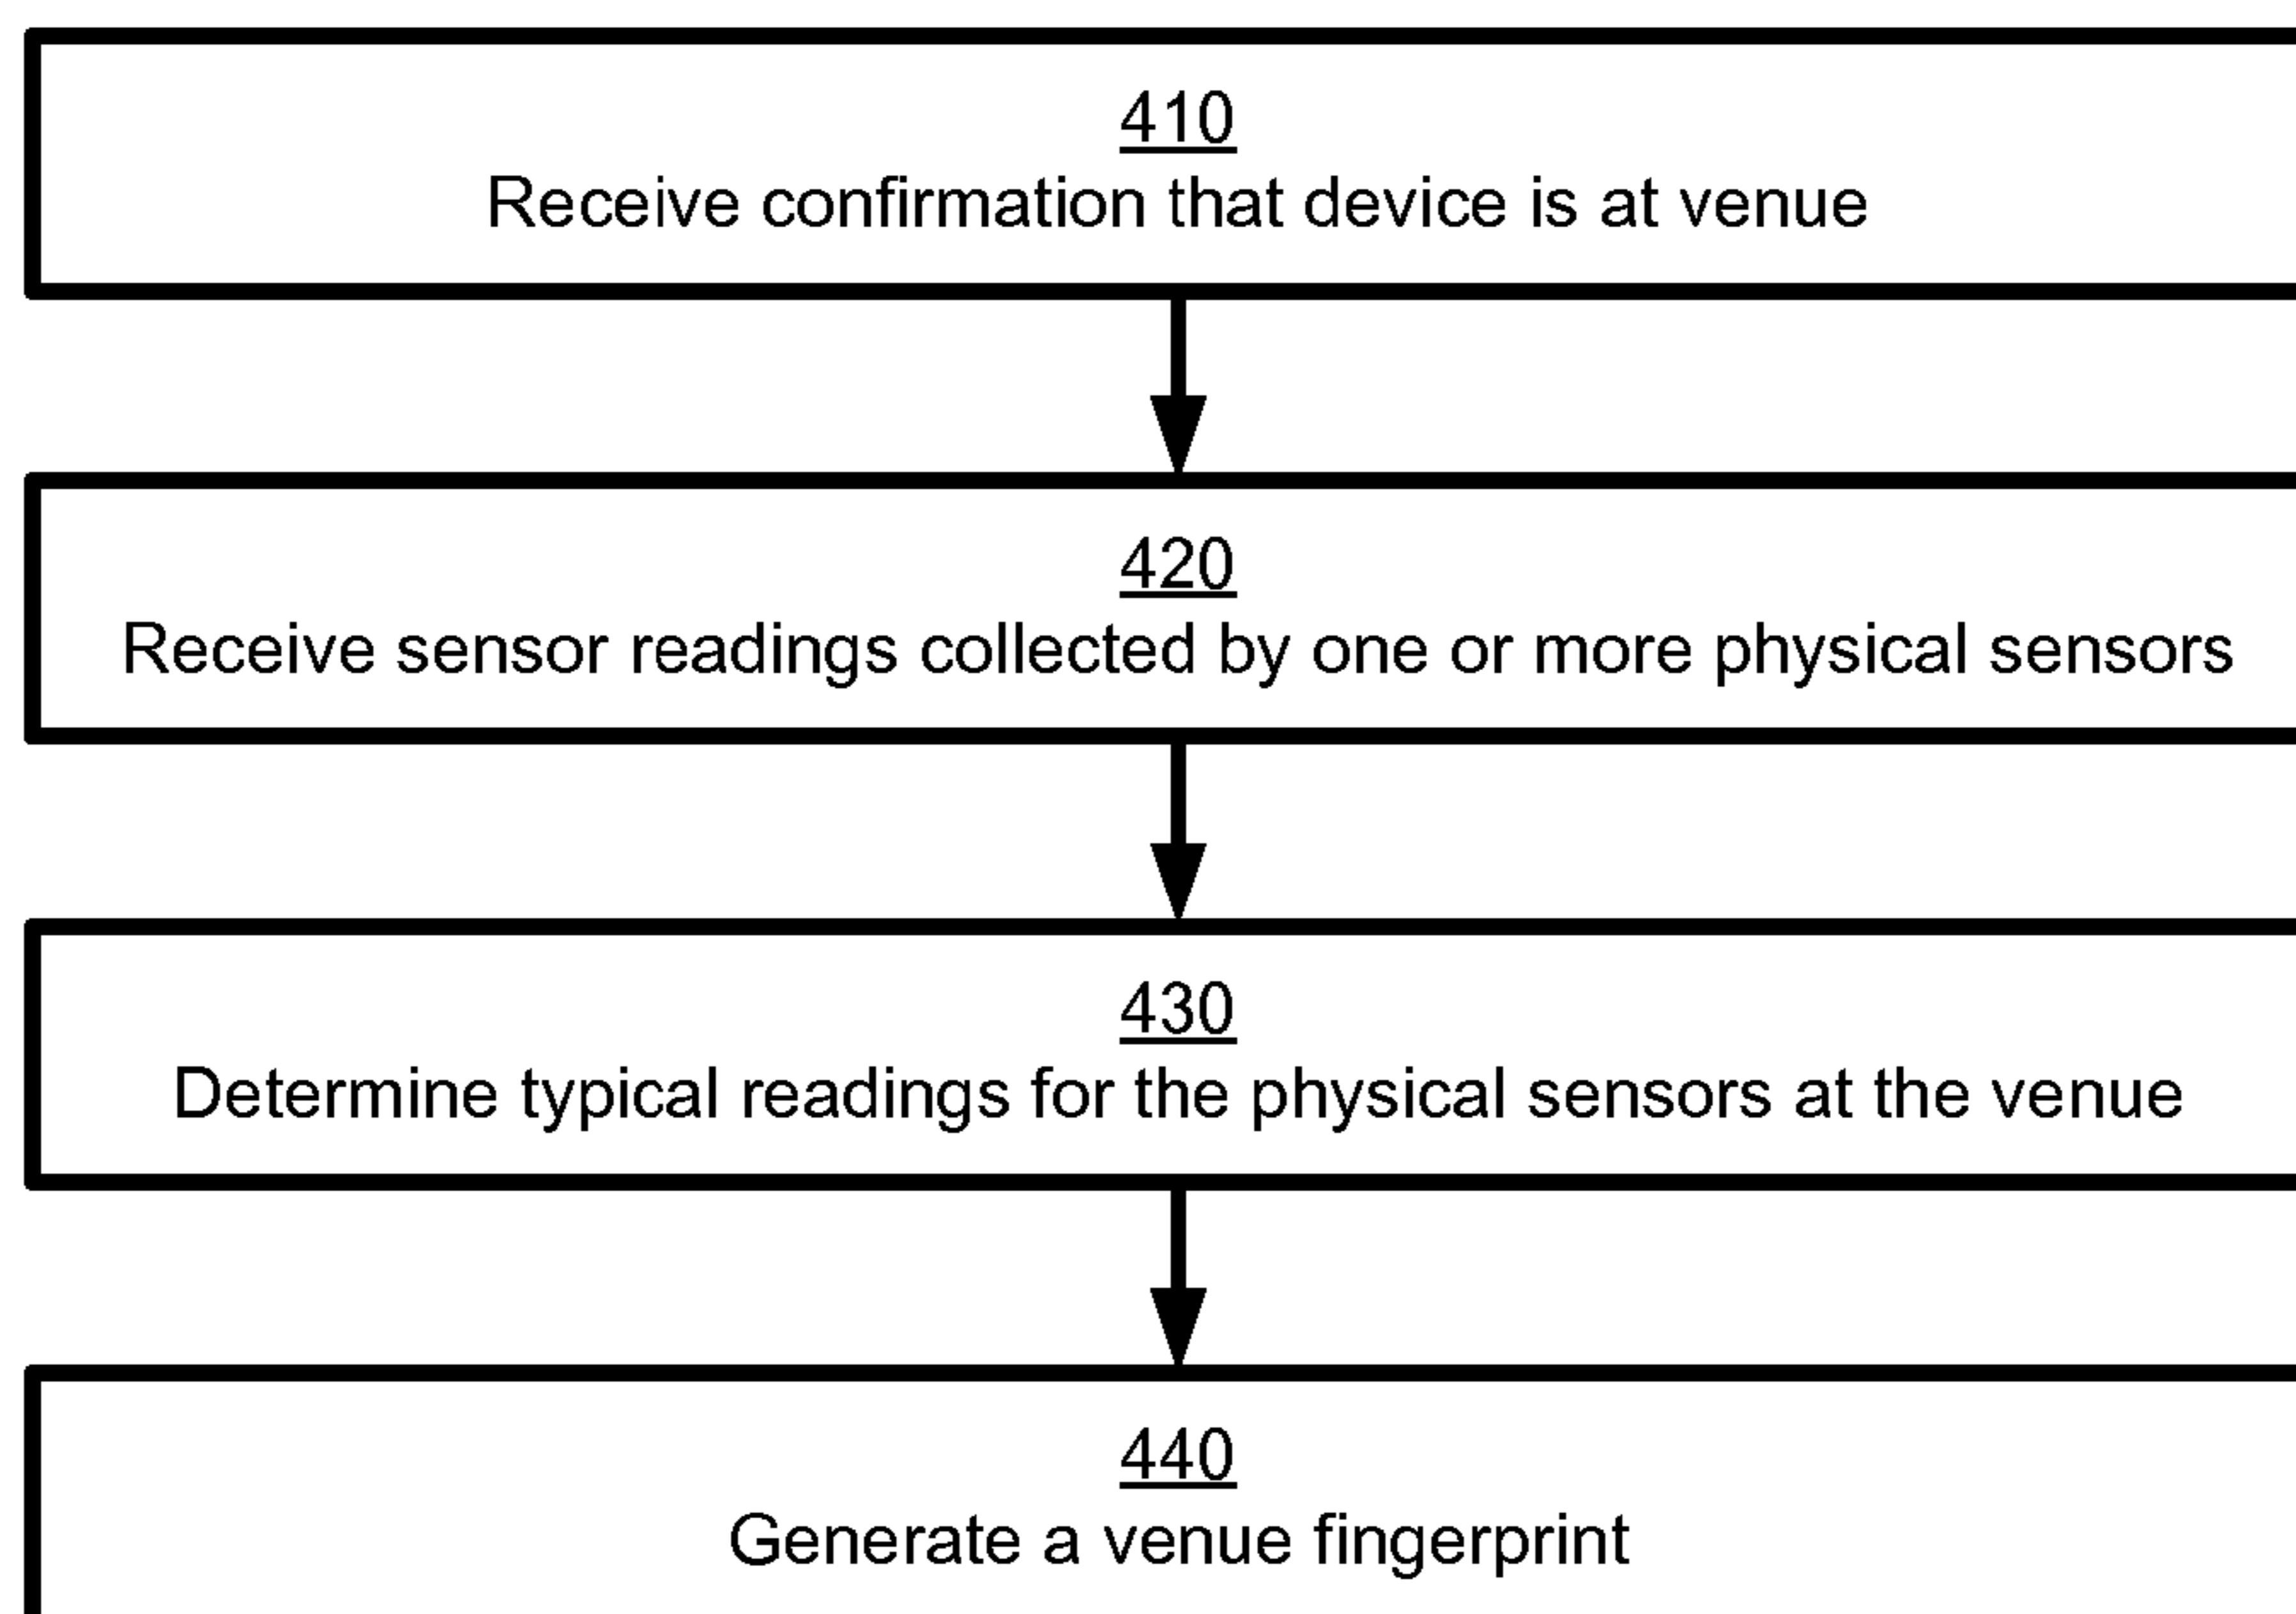 410
Receive confirmation that device is at venue
420
Receive sensor readings collected by one or more physical sensors
430
Determine typical readings for the physical sensors at the venue
440
Generate a venue fingerprint